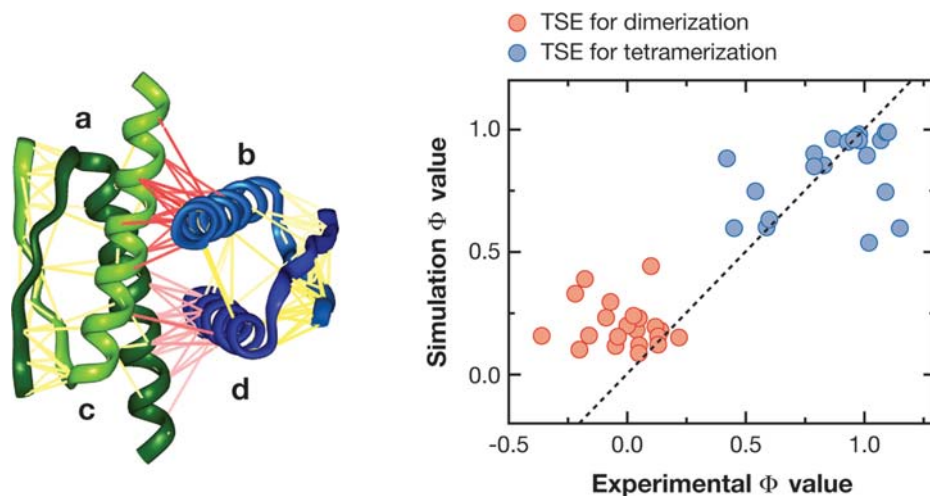 a
b
c
d
TSE for dimerization
TSE for tetramerization
Simulation Φ value
1.0
0.5
0.0
-0.5
0.0
0.5
1.0
Experimental Φ value